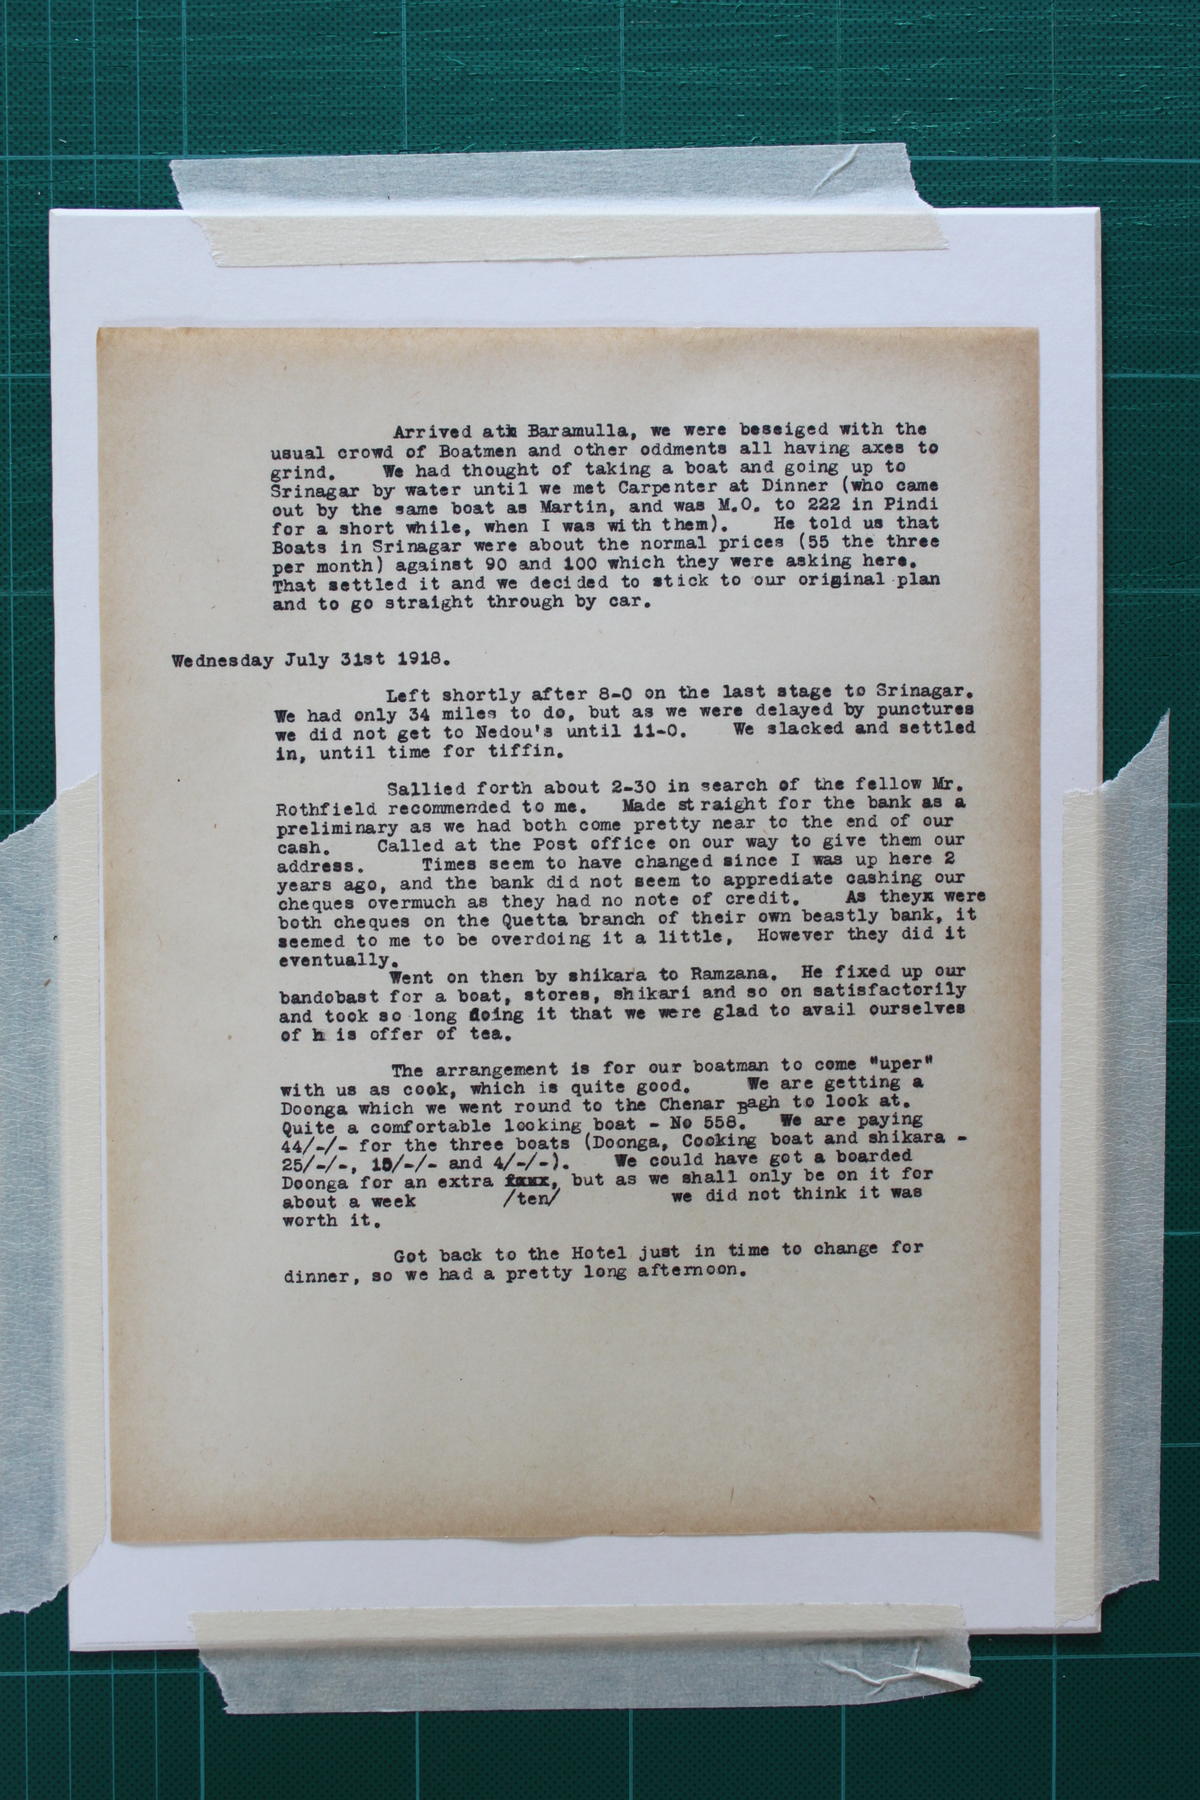 Arrived atx Baramulla, we were beseiged with the
usual crowd of Boatmen and other oddments all having axes to
grind. We had thought of taking a boat and going up to
Srinagar by water until we met Carpenter at Dinner (who came
out by the same boat as Martin, and was M.O. to 222 in Pindi
for a short while, when I was with them). He told us that
Boats in Srinagar were about the normal prices (55 the three
per month) against 90 and 100 which they were asking here.
That settled it and we decided to stick to our original plan
and to go straight through by car.
Wednesday July 31st 1918.
Left shortly after 8-0 on the last stage to Srinagar.
We had only 34 miles to do, but as we were delayed by punctures
we did not get to Nedou's until 11-0. We slacked and settled
in, until time for tiffin.
Sallied forth about 2-30 in search of the fellow Mr.
Rothfield recommended to me. Made straight for the bank as a
preliminary as we had both come pretty near to the end of our
cash. Called at the Post office on our way to give them our
address. Times seem to have changed since I was up here 2
years ago, and the bank did not seem to apprediate cashing our
cheques overmuch as they had no note of credit. As theyx were
both cheques on the Quetta branch of their own beastly bank, it
seemed to me to be overdoing it a little, However they did it
eventually.
Went on then by shikara to Ramzana. He fixed up our
bandobast for a boat, stores, shikari and so on satisfactorily
and took so long doing it that we were glad to avail ourselves
of h is offer of tea.
The arrangement is for our boatman to come "uper"
with us as cook, which is quite good. We are getting a
Doonga which we went round to the Chenar Bagh to look at.
Quite a comfortable looking boat - No 558. We are paying
44/-/- for the three boats (Doonga, Cooking boat and shikara -
25/-/-, 15/-/- and 4/-/-). We could have got a boarded
Doonga for an extra , but as we shall only be on it for
about a week /ten/ we did not think it was
worth it.
Got back to the Hotel just in time to change for
dinner, so we had a pretty long afternoon.